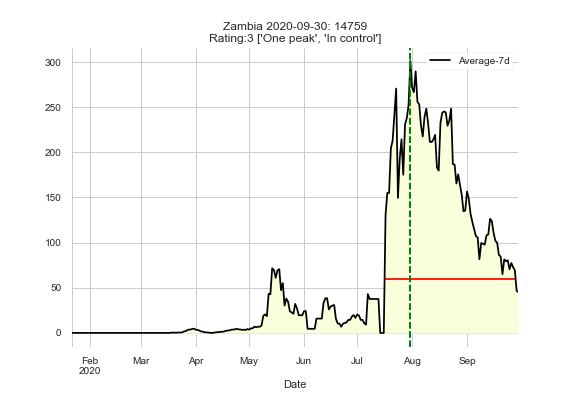 Zambia 2020-09-30: 14759
Rating:3 ['One peak', 'In control']
Average-7d
300
250
200
150
100
50
0
Feb Mar Apr May Jun Jul Aug Sep
2020
Date